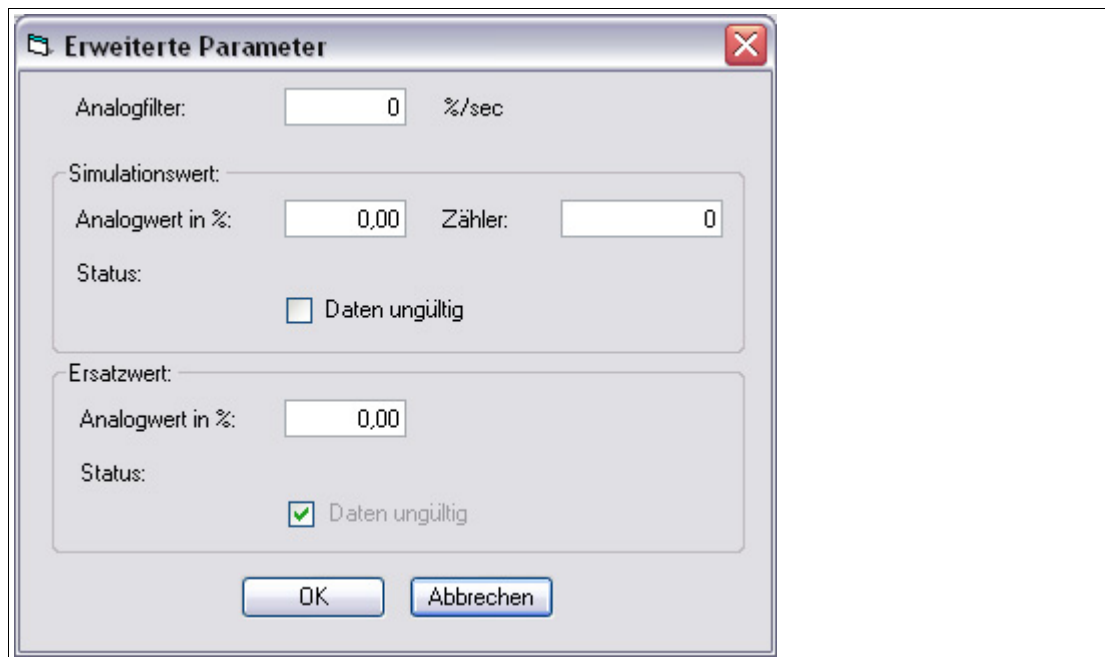 Erweiterte Parameter
Analogfilter: 0 %/sec
Simulationswert:
Analogwert in %: 0,00 Zähler: 0
Status:
Daten ungültig
Ersatzwert:
Analogwert in %: 0,00
Status:
Daten ungültig
OK Abbrechen